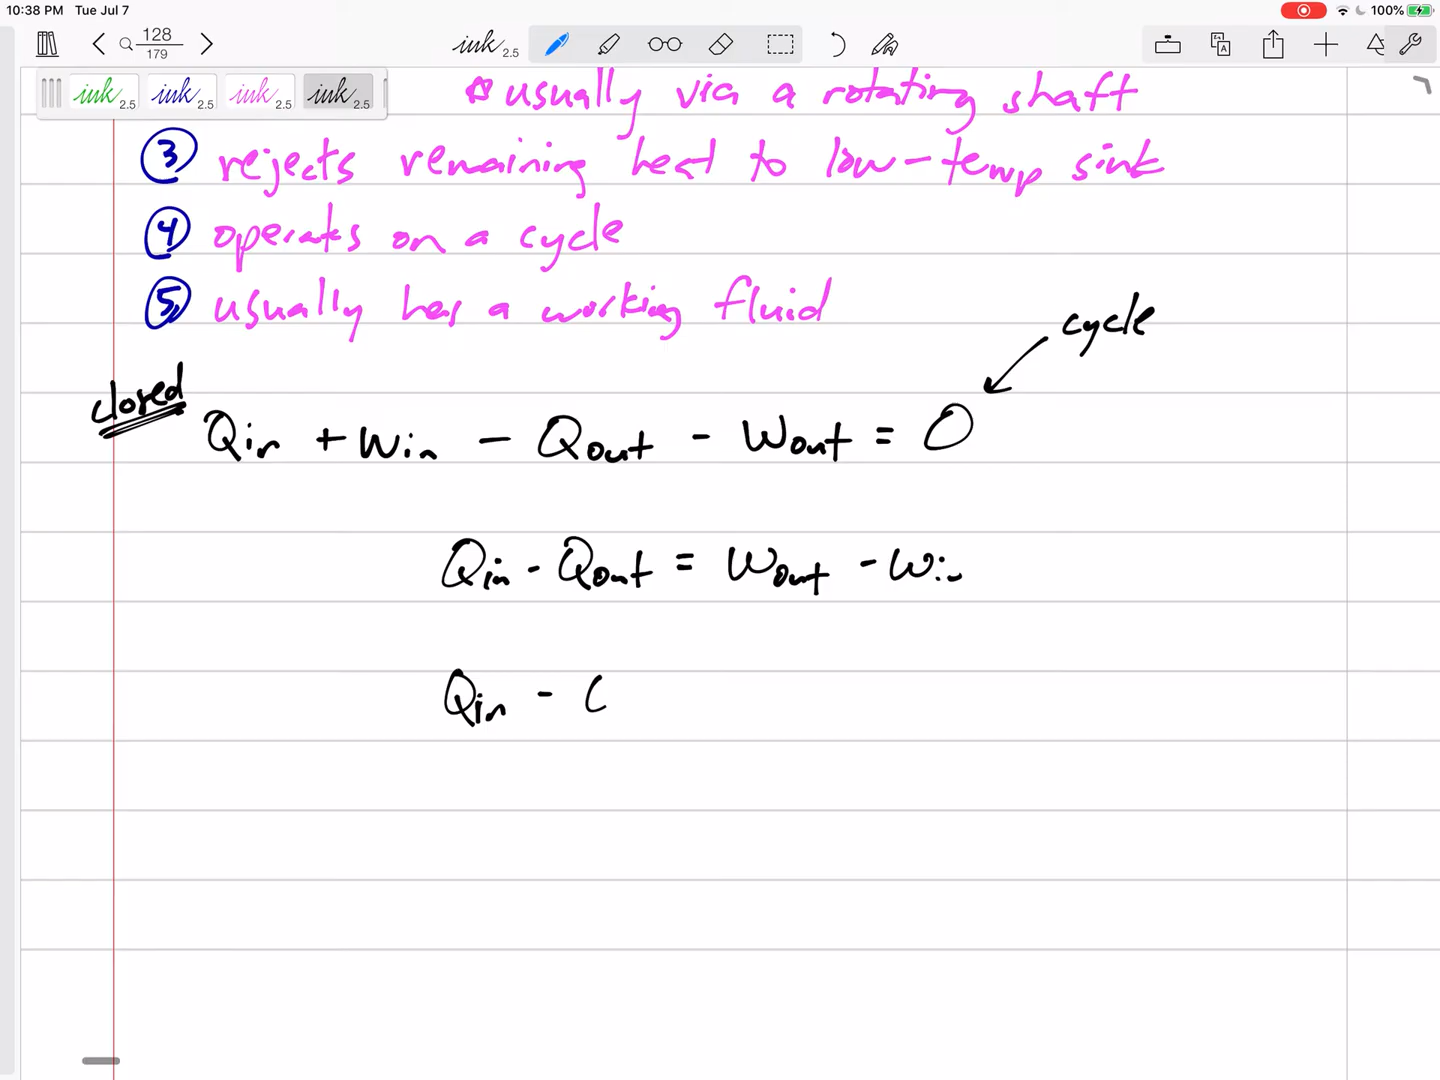 10:38 PM Tue Jul 7
100%
128
179
ink 2.5
ink 2.5 ink 2.5 ink 2.5 ink 2.5
usually via a rotating shaft
③ rejects remaining heat to low-temp sink
④ operates on a cycle
⑤ usually has a working fluid
cycle
closed
Qin + Win - Qout - Wout = 0
Qin - Qout = Wout - Win
Qin - (